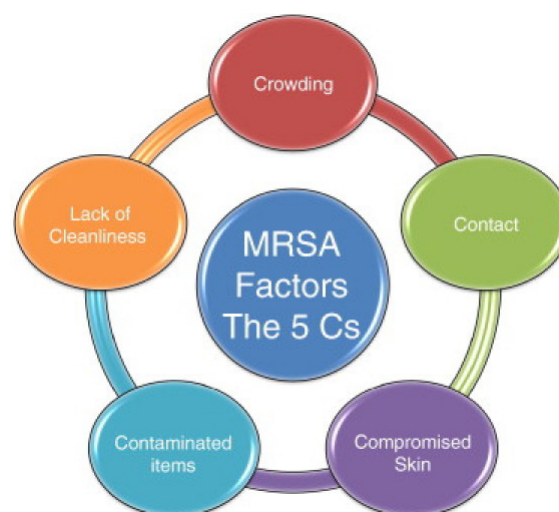 Crowding
Contact
Compromised
Skin
Contaminated
items
Lack of
Cleanliness
MRSA
Factors
The 5 Cs